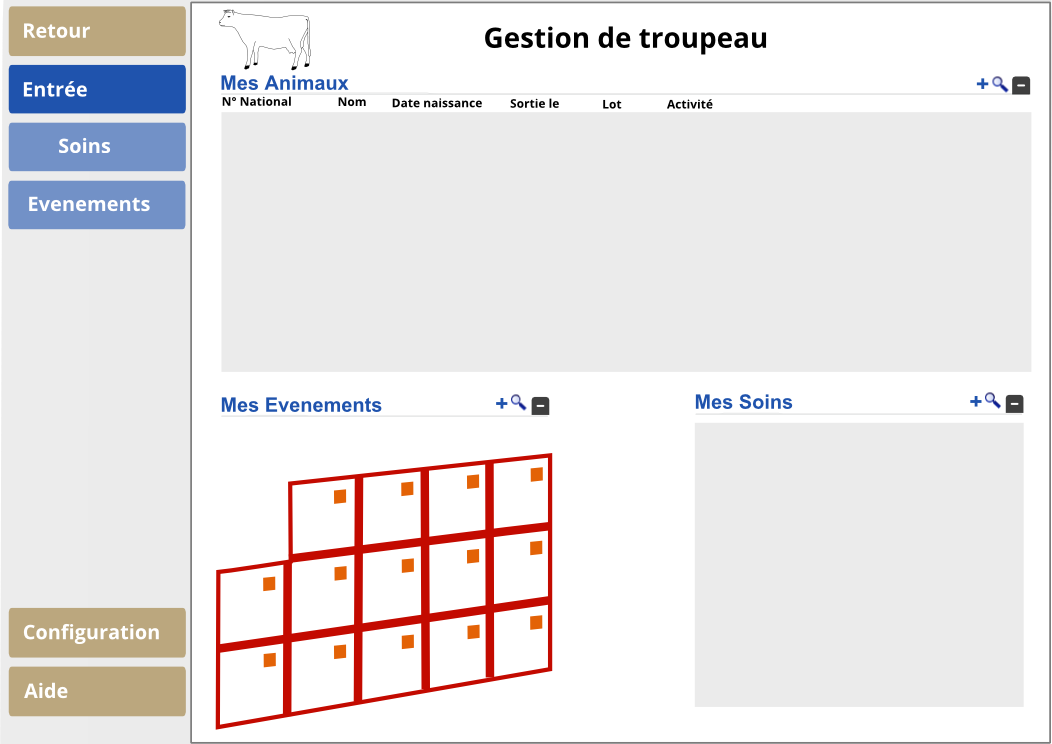 Retour
Entrée
Soins
Evenements
Configuration
Aide
Gestion de troupeau
Mes Animaux
N° National Nom Date naissance Sortie le Lot Activité
Mes Evenements
Mes Soins